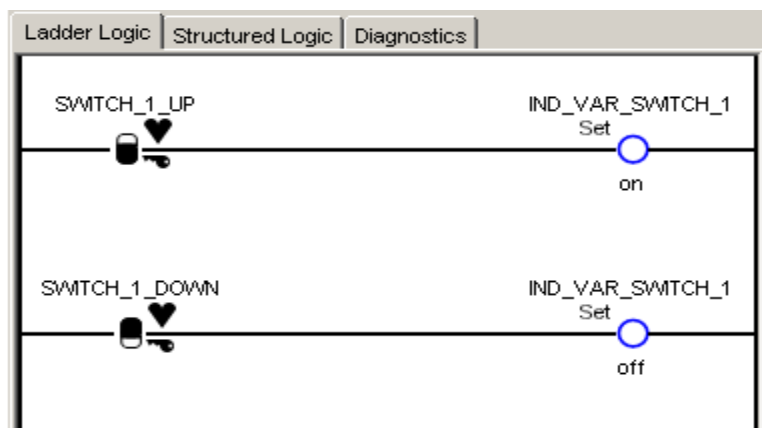 Ladder Logic Structured Logic Diagnostics
SWITCH_1_UP IND_VAR_SWITCH_1
Set
on
SWITCH_1_DOWN IND_VAR_SWITCH_1
Set
off